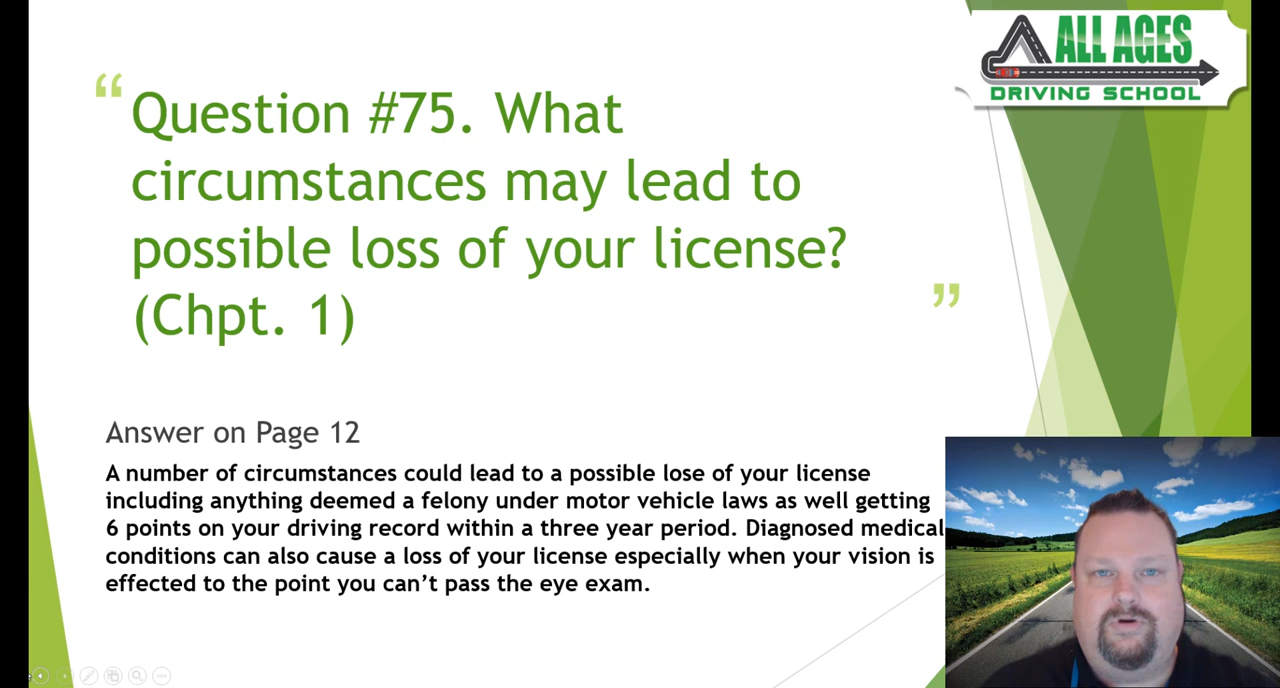 ALL AGES
DRIVING SCHOOL
“ Question #75. What
circumstances may lead to
possible loss of your license?
(Chpt. 1) ”
Answer on Page 12
A number of circumstances could lead to a possible lose of your license
including anything deemed a felony under motor vehicle laws as well getting
6 points on your driving record within a three year period. Diagnosed medical
conditions can also cause a loss of your license especially when your vision is
effected to the point you can’t pass the eye exam.